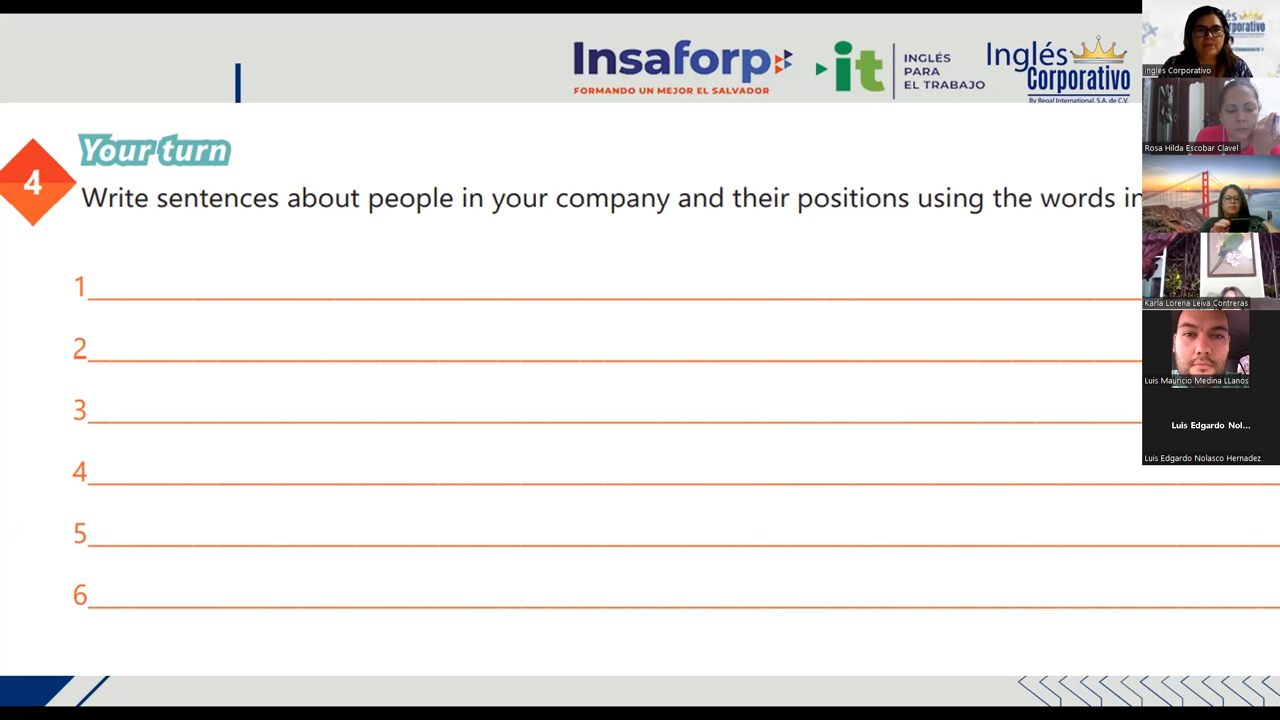 Insaforp
FORMANDO UN MEJOR EL SALVADOR
it
INGLÉS
PARA
EL TRABAJO
Inglés
Corporativo
By Regal International, S.A. de C.V.
4
Your turn
Write sentences about people in your company and their positions using the words in
1
2
3
4
5
6
Inglés Corporativo
Rosa Hilda Escobar Clavel
Karla Lorena Leiva Contreras
Luis Mauricio Medina LLanos
Luis Edgardo Nol...
Luis Edgardo Nolasco Hernadez